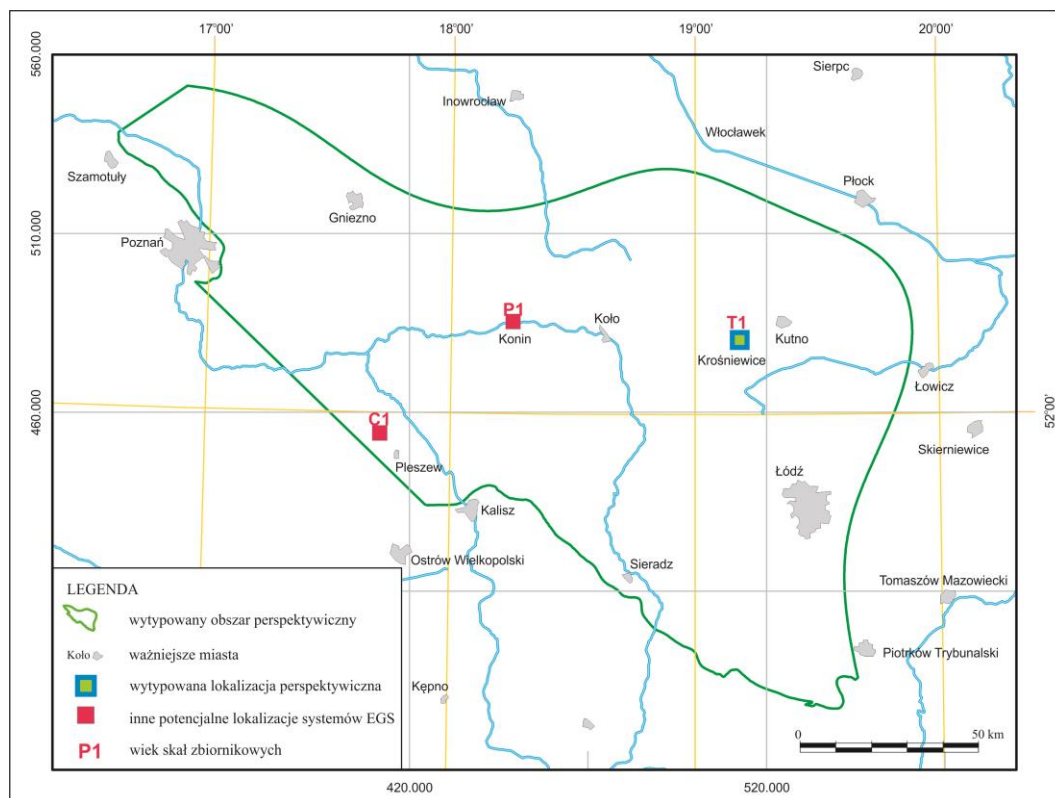 17°00'
18°00'
19°00'
20°00'
560.000
Sierpc
Inowrocław
Włocławek
Szamotuły
Płock
Gniezno
Poznań
510.000
P1
T1
Konin
Koło
Kutno
Krośniewice
Łowicz
460.000
52°00'
C1
Skierniewice
Pleszew
Łódź
Kalisz
Ostrów Wielkopolski
Sieradz
Tomaszów Mazowiecki
Piotrków Trybunalski
Kępno
LEGENDA
wytypowany obszar perspektywiczny
Koło ważniejsze miasta
wytypowana lokalizacja perspektywiczna
inne potencjalne lokalizacje systemów EGS
P1 wiek skał zbiornikowych
0 50 km
420.000
520.000